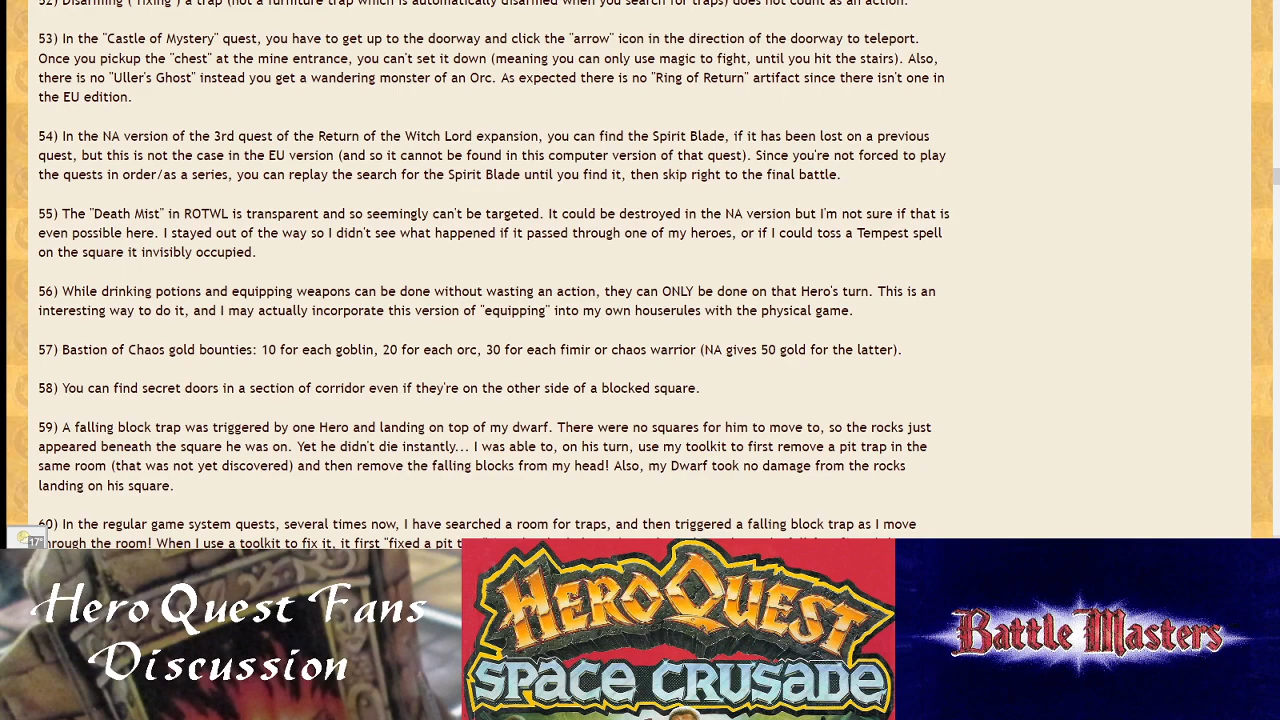 52) Disarming ("fixing") a trap (not a furniture trap which is automatically disarmed when you search for traps) does not count as an action.
53) In the "Castle of Mystery" quest, you have to get up to the doorway and click the "arrow" icon in the direction of the doorway to teleport.
Once you pickup the "chest" at the mine entrance, you can't set it down (meaning you can only use magic to fight, until you hit the stairs). Also,
there is no "Uller's Ghost" instead you get a wandering monster of an Orc. As expected there is no "Ring of Return" artifact since there isn't one in
the EU edition.
54) In the NA version of the 3rd quest of the Return of the Witch Lord expansion, you can find the Spirit Blade, if it has been lost on a previous
quest, but this is not the case in the EU version (and so it cannot be found in this computer version of that quest). Since you're not forced to play
the quests in order/as a series, you can replay the search for the Spirit Blade until you find it, then skip right to the final battle.
55) The "Death Mist" in ROTWL is transparent and so seemingly can't be targeted. It could be destroyed in the NA version but I'm not sure if that is
even possible here. I stayed out of the way so I didn't see what happened if it passed through one of my heroes, or if I could toss a Tempest spell
on the square it invisibly occupied.
56) While drinking potions and equipping weapons can be done without wasting an action, they can ONLY be done on that Hero's turn. This is an
interesting way to do it, and I may actually incorporate this version of "equipping" into my own houserules with the physical game.
57) Bastion of Chaos gold bounties: 10 for each goblin, 20 for each orc, 30 for each fimir or chaos warrior (NA gives 50 gold for the latter).
58) You can find secret doors in a section of corridor even if they're on the other side of a blocked square.
59) A falling block trap was triggered by one Hero and landing on top of my dwarf. There were no squares for him to move to, so the rocks just
appeared beneath the square he was on. Yet he didn't die instantly... I was able to, on his turn, use my toolkit to first remove a pit trap in the
same room (that was not yet discovered) and then remove the falling blocks from my head! Also, my Dwarf took no damage from the rocks
landing on his square.
60) In the regular game system quests, several times now, I have searched a room for traps, and then triggered a falling block trap as I move
through the room! When I use a toolkit to fix it, it first "fixed a pit
17°
HeroQuest Fans
Discussion
HEROQUEST
SPACE CRUSADE
Battle Masters